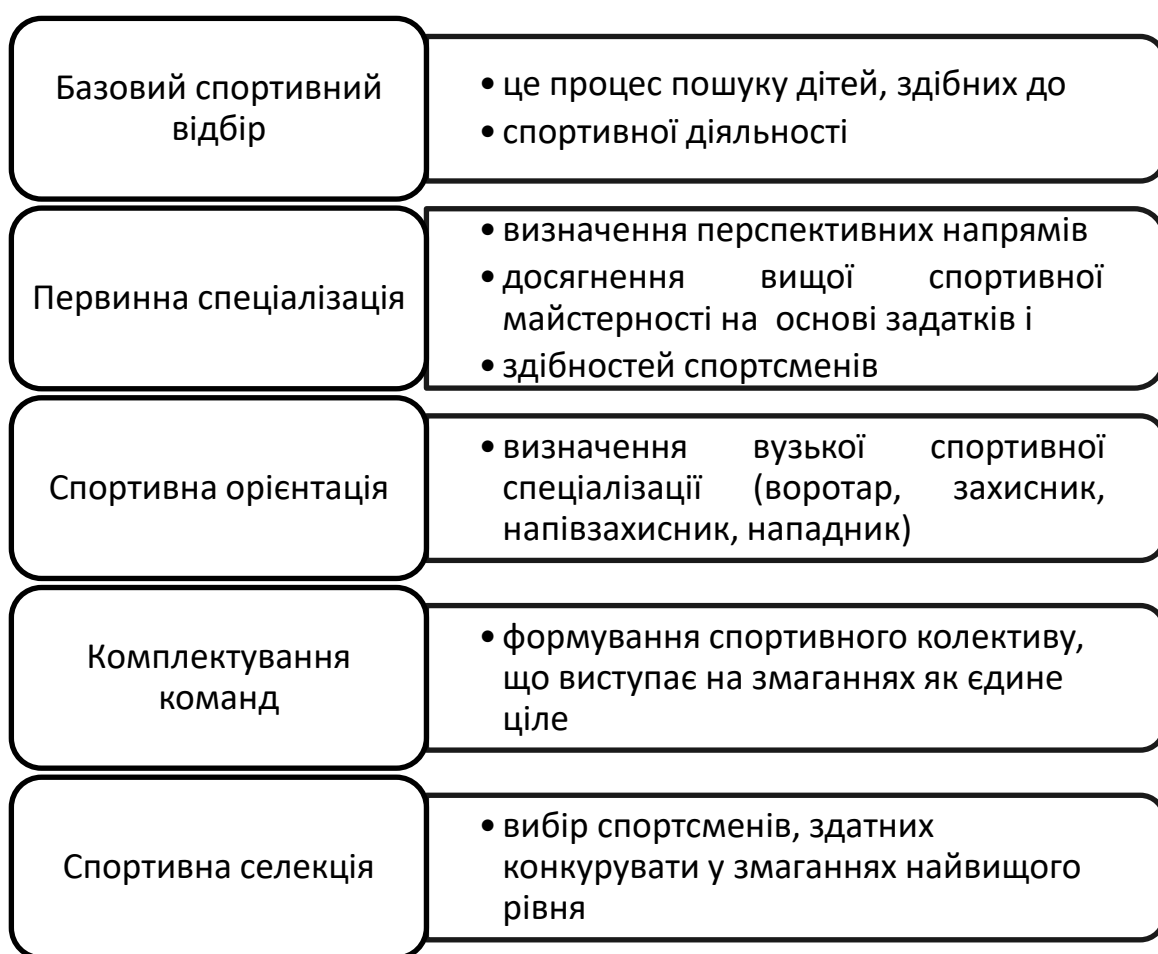 Базовий спортивний
відбір
• це процес пошуку дітей, здібних до
• спортивної діяльності
Первинна спеціалізація
• визначення перспективних напрямів
• досягнення вищої спортивної
майстерності на основі задатків і
• здібностей спортсменів
Спортивна орієнтація
• визначення вузької спортивної
спеціалізації (воротар, захисник,
напівзахисник, нападник)
Комплектування
команд
• формування спортивного колективу,
що виступає на змаганнях як єдине
ціле
Спортивна селекція
• вибір спортсменів, здатних
конкурувати у змаганнях найвищого
рівня